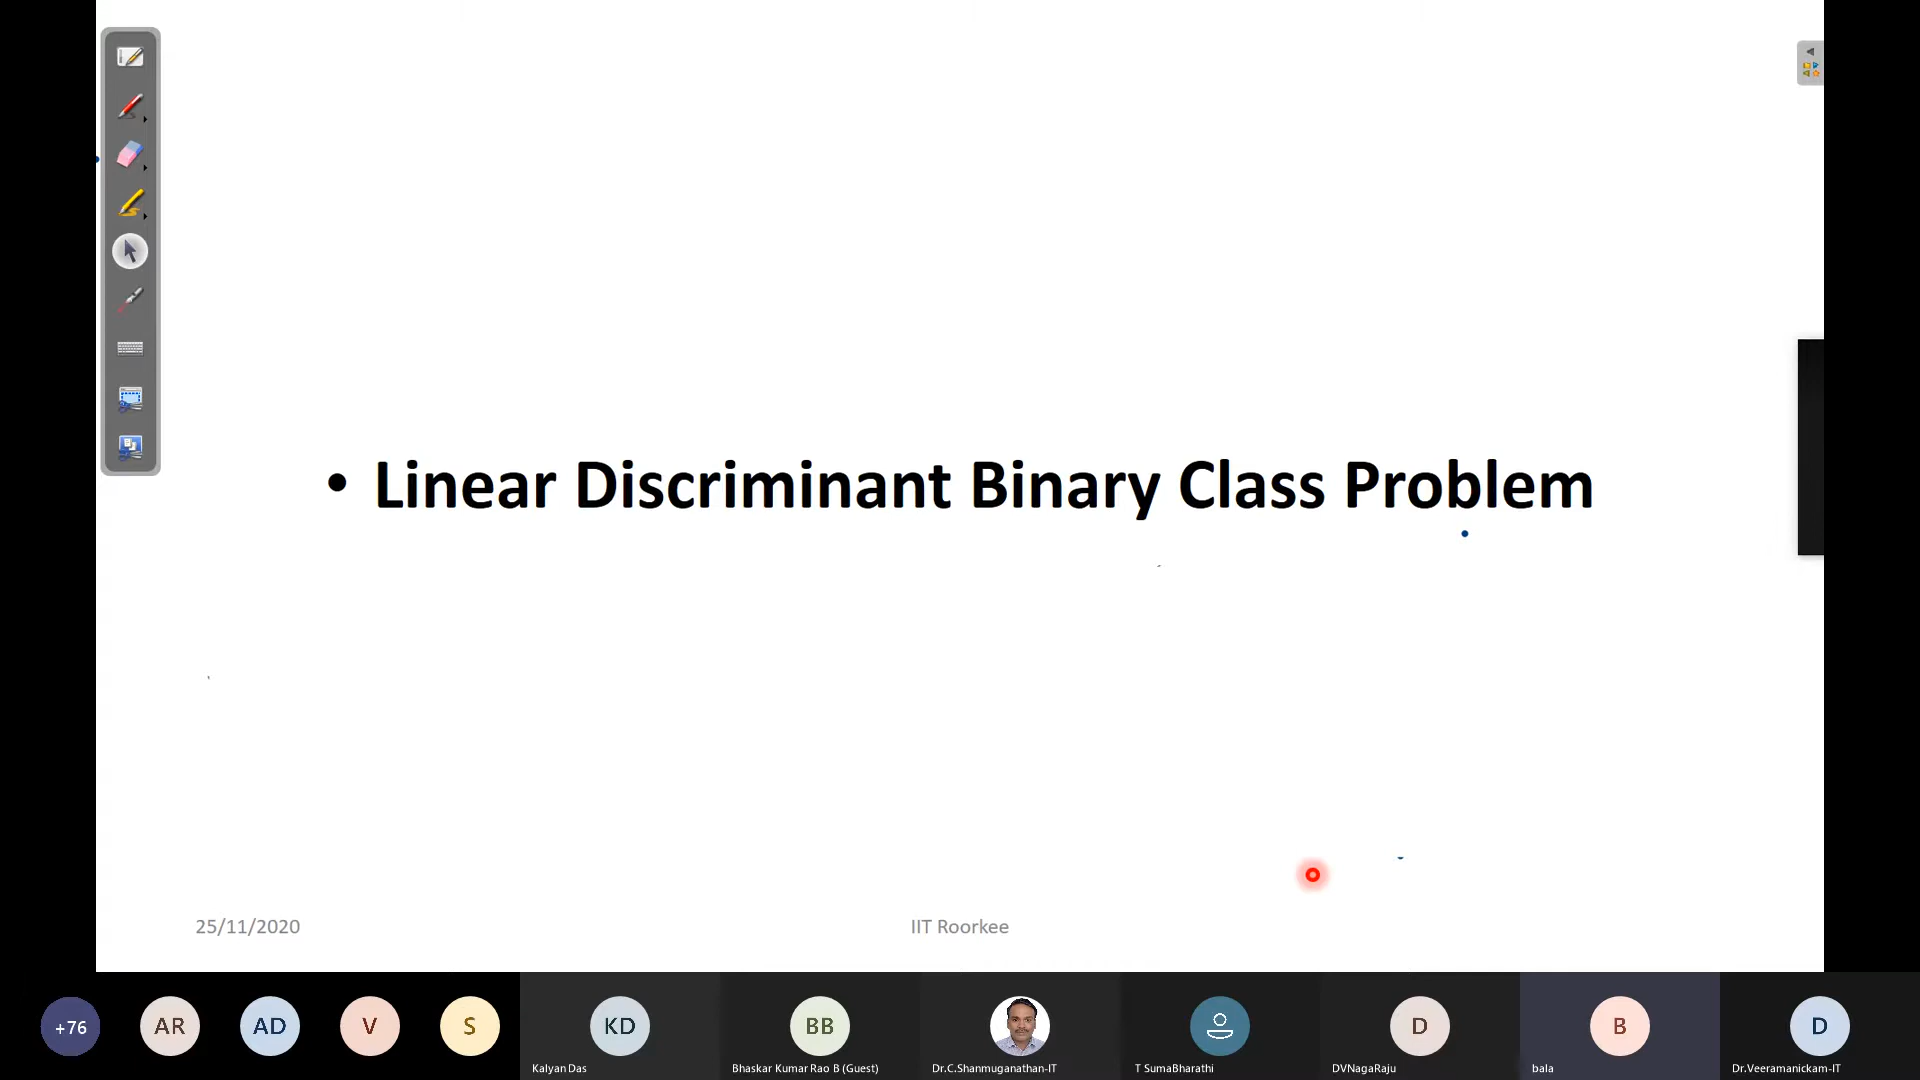 • Linear Discriminant Binary Class Problem
25/11/2020
IIT Roorkee
+76
AR
AD
V
S
KD
BB
D
B
D
Kalyan Das
Bhaskar Kumar Rao B (Guest)
Dr.C.Shanmuganathan-IT
T SumaBharathi
DVNagaRaju
bala
Dr.Veeramanickam-IT